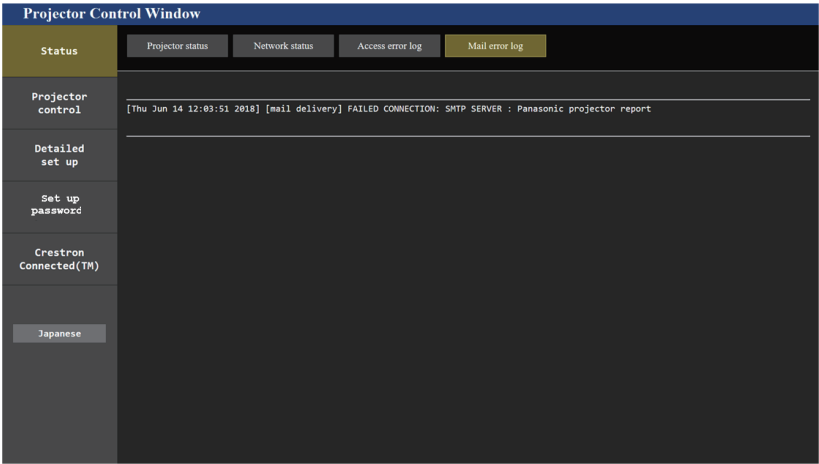 Projector Control Window
Status
Projector status
Network status
Access error log
Mail error log
Projector
control
Detailed
set up
Set up
password
Crestron
Connected(TM)
Japanese
[Thu Jun 14 12:03:51 2018] [mail delivery] FAILED CONNECTION: SMTP SERVER : Panasonic projector report